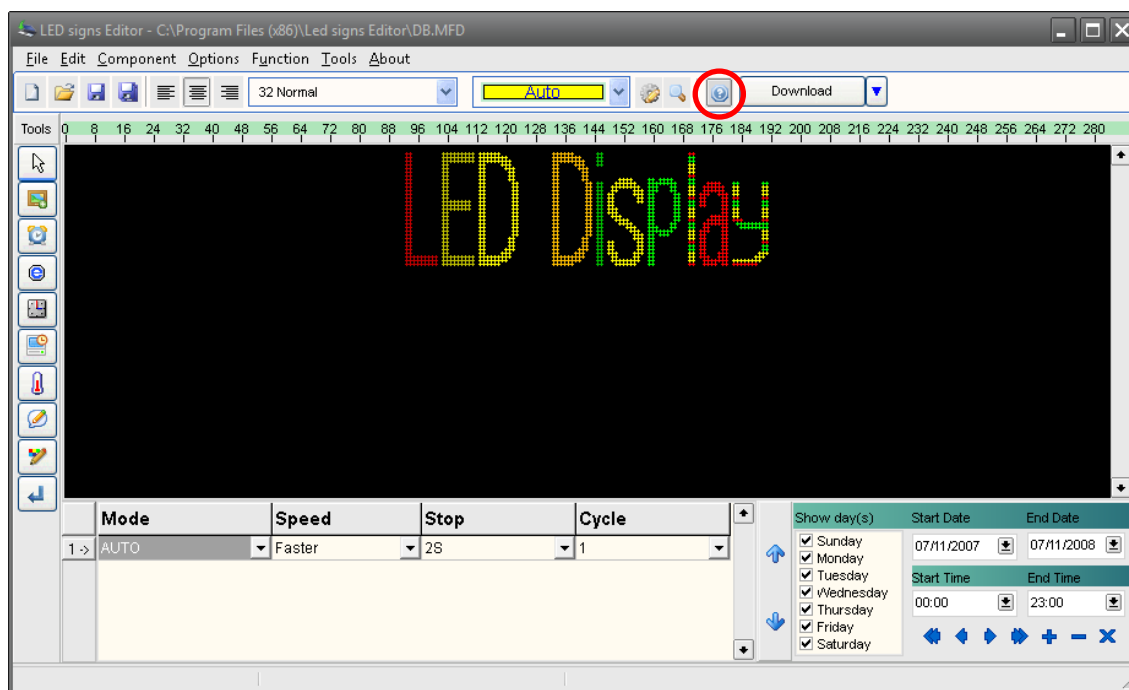 LED signs Editor - C:\Program Files (x86)\Led signs Editor\DB.MFD
File Edit Component Options Function Tools About
32 Normal Auto Download
Tools 0 8 16 24 32 40 48 56 64 72 80 88 96 104 112 120 128 136 144 152 160 168 176 184 192 200 208 216 224 232 240 248 256 264 272 280
LED Display
Mode Speed Stop Cycle
1 -> AUTO Faster 2S 1
Show day(s) Start Date End Date
Sunday
Monday
Tuesday
Wednesday
Thursday
Friday
Saturday
07/11/2007 07/11/2008
Start Time End Time
00:00 23:00